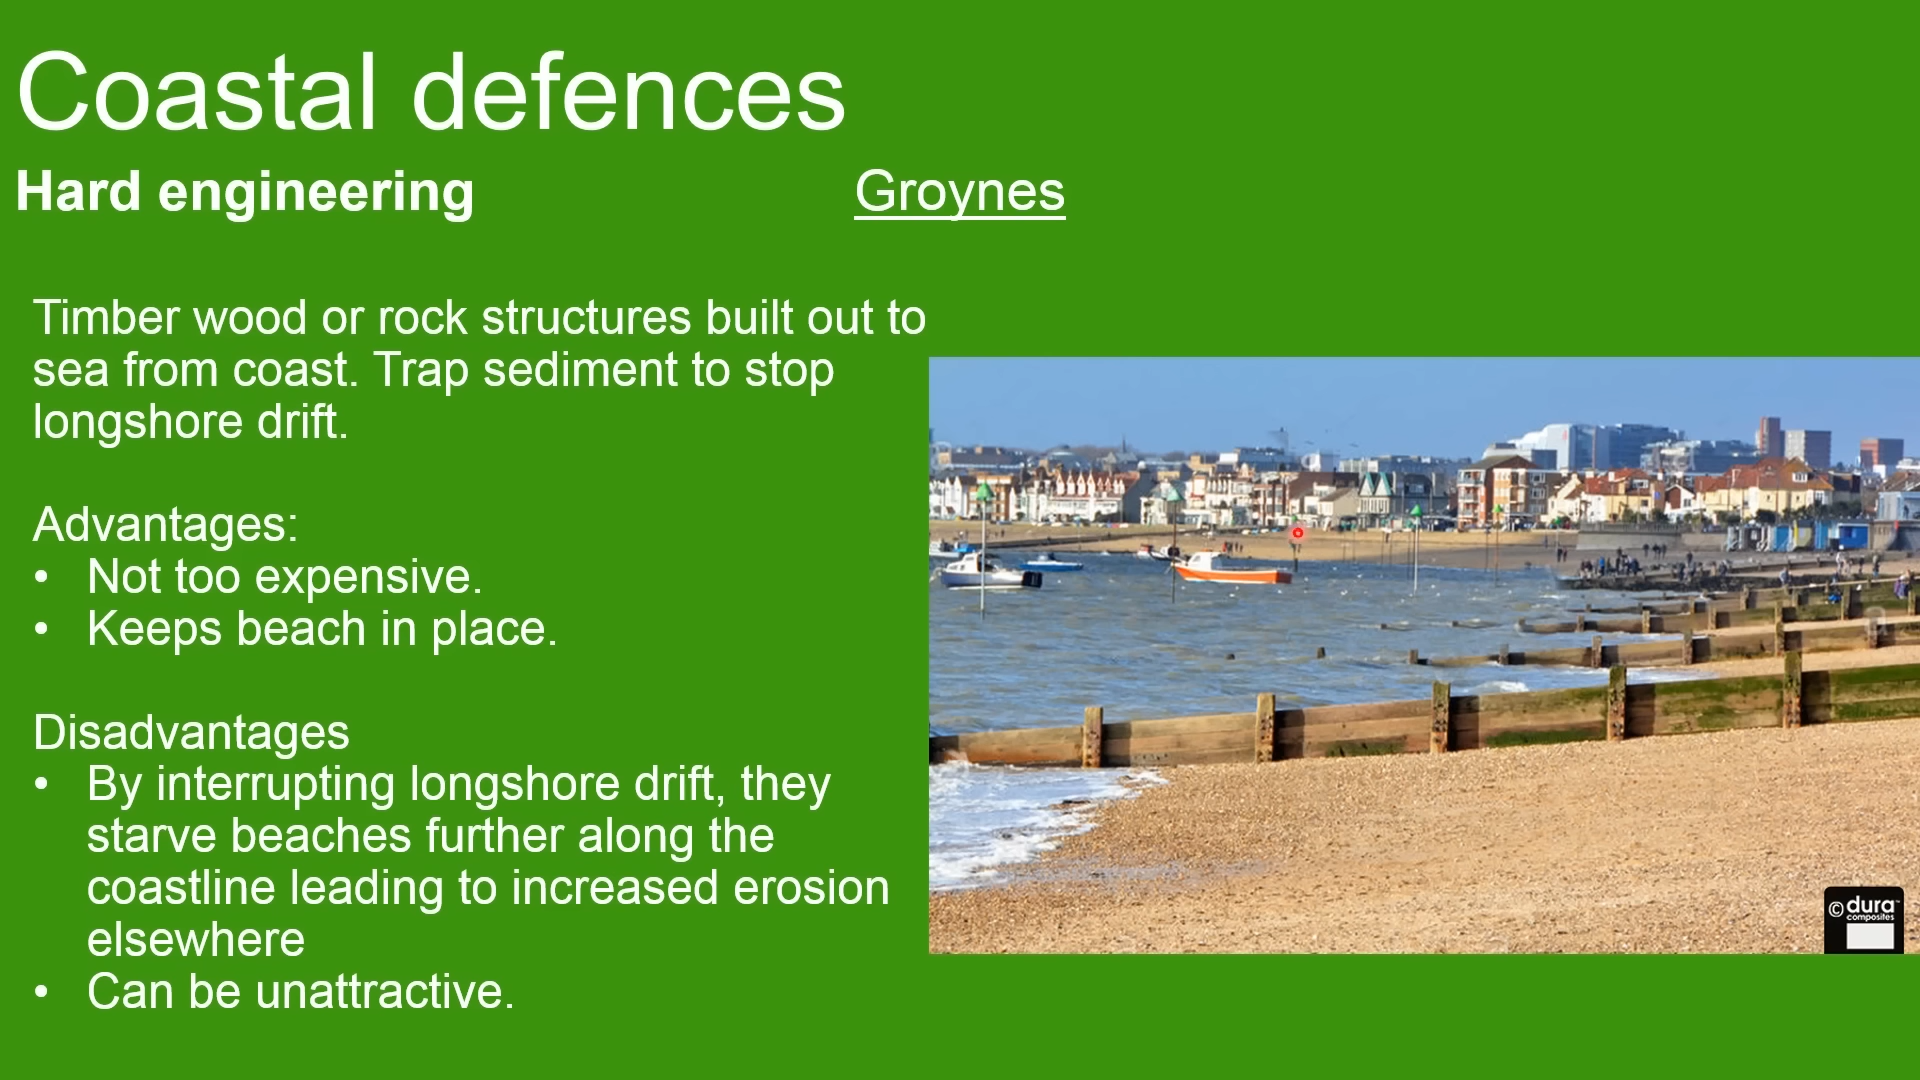 Coastal defences
Hard engineering
Groynes
Timber wood or rock structures built out to
sea from coast. Trap sediment to stop
longshore drift.
Advantages:
• Not too expensive.
• Keeps beach in place.
Disadvantages
• By interrupting longshore drift, they
starve beaches further along the
coastline leading to increased erosion
elsewhere
• Can be unattractive.
© dura™
composites